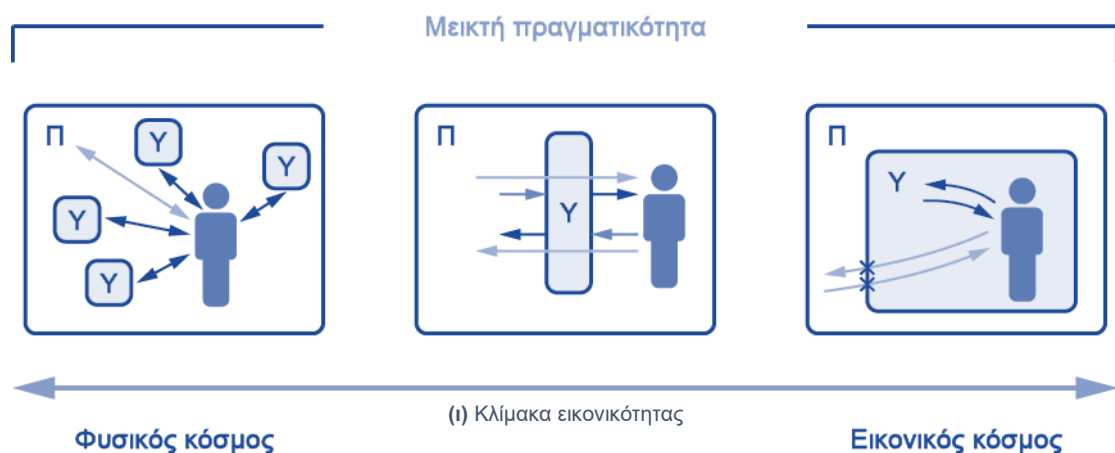 Μεικτή πραγματικότητα
Π
Υ
Υ
Υ
Υ
Π
Υ
Π
Υ
(ι) Κλίμακα εικονικότητας
Φυσικός κόσμος
Εικονικός κόσμος